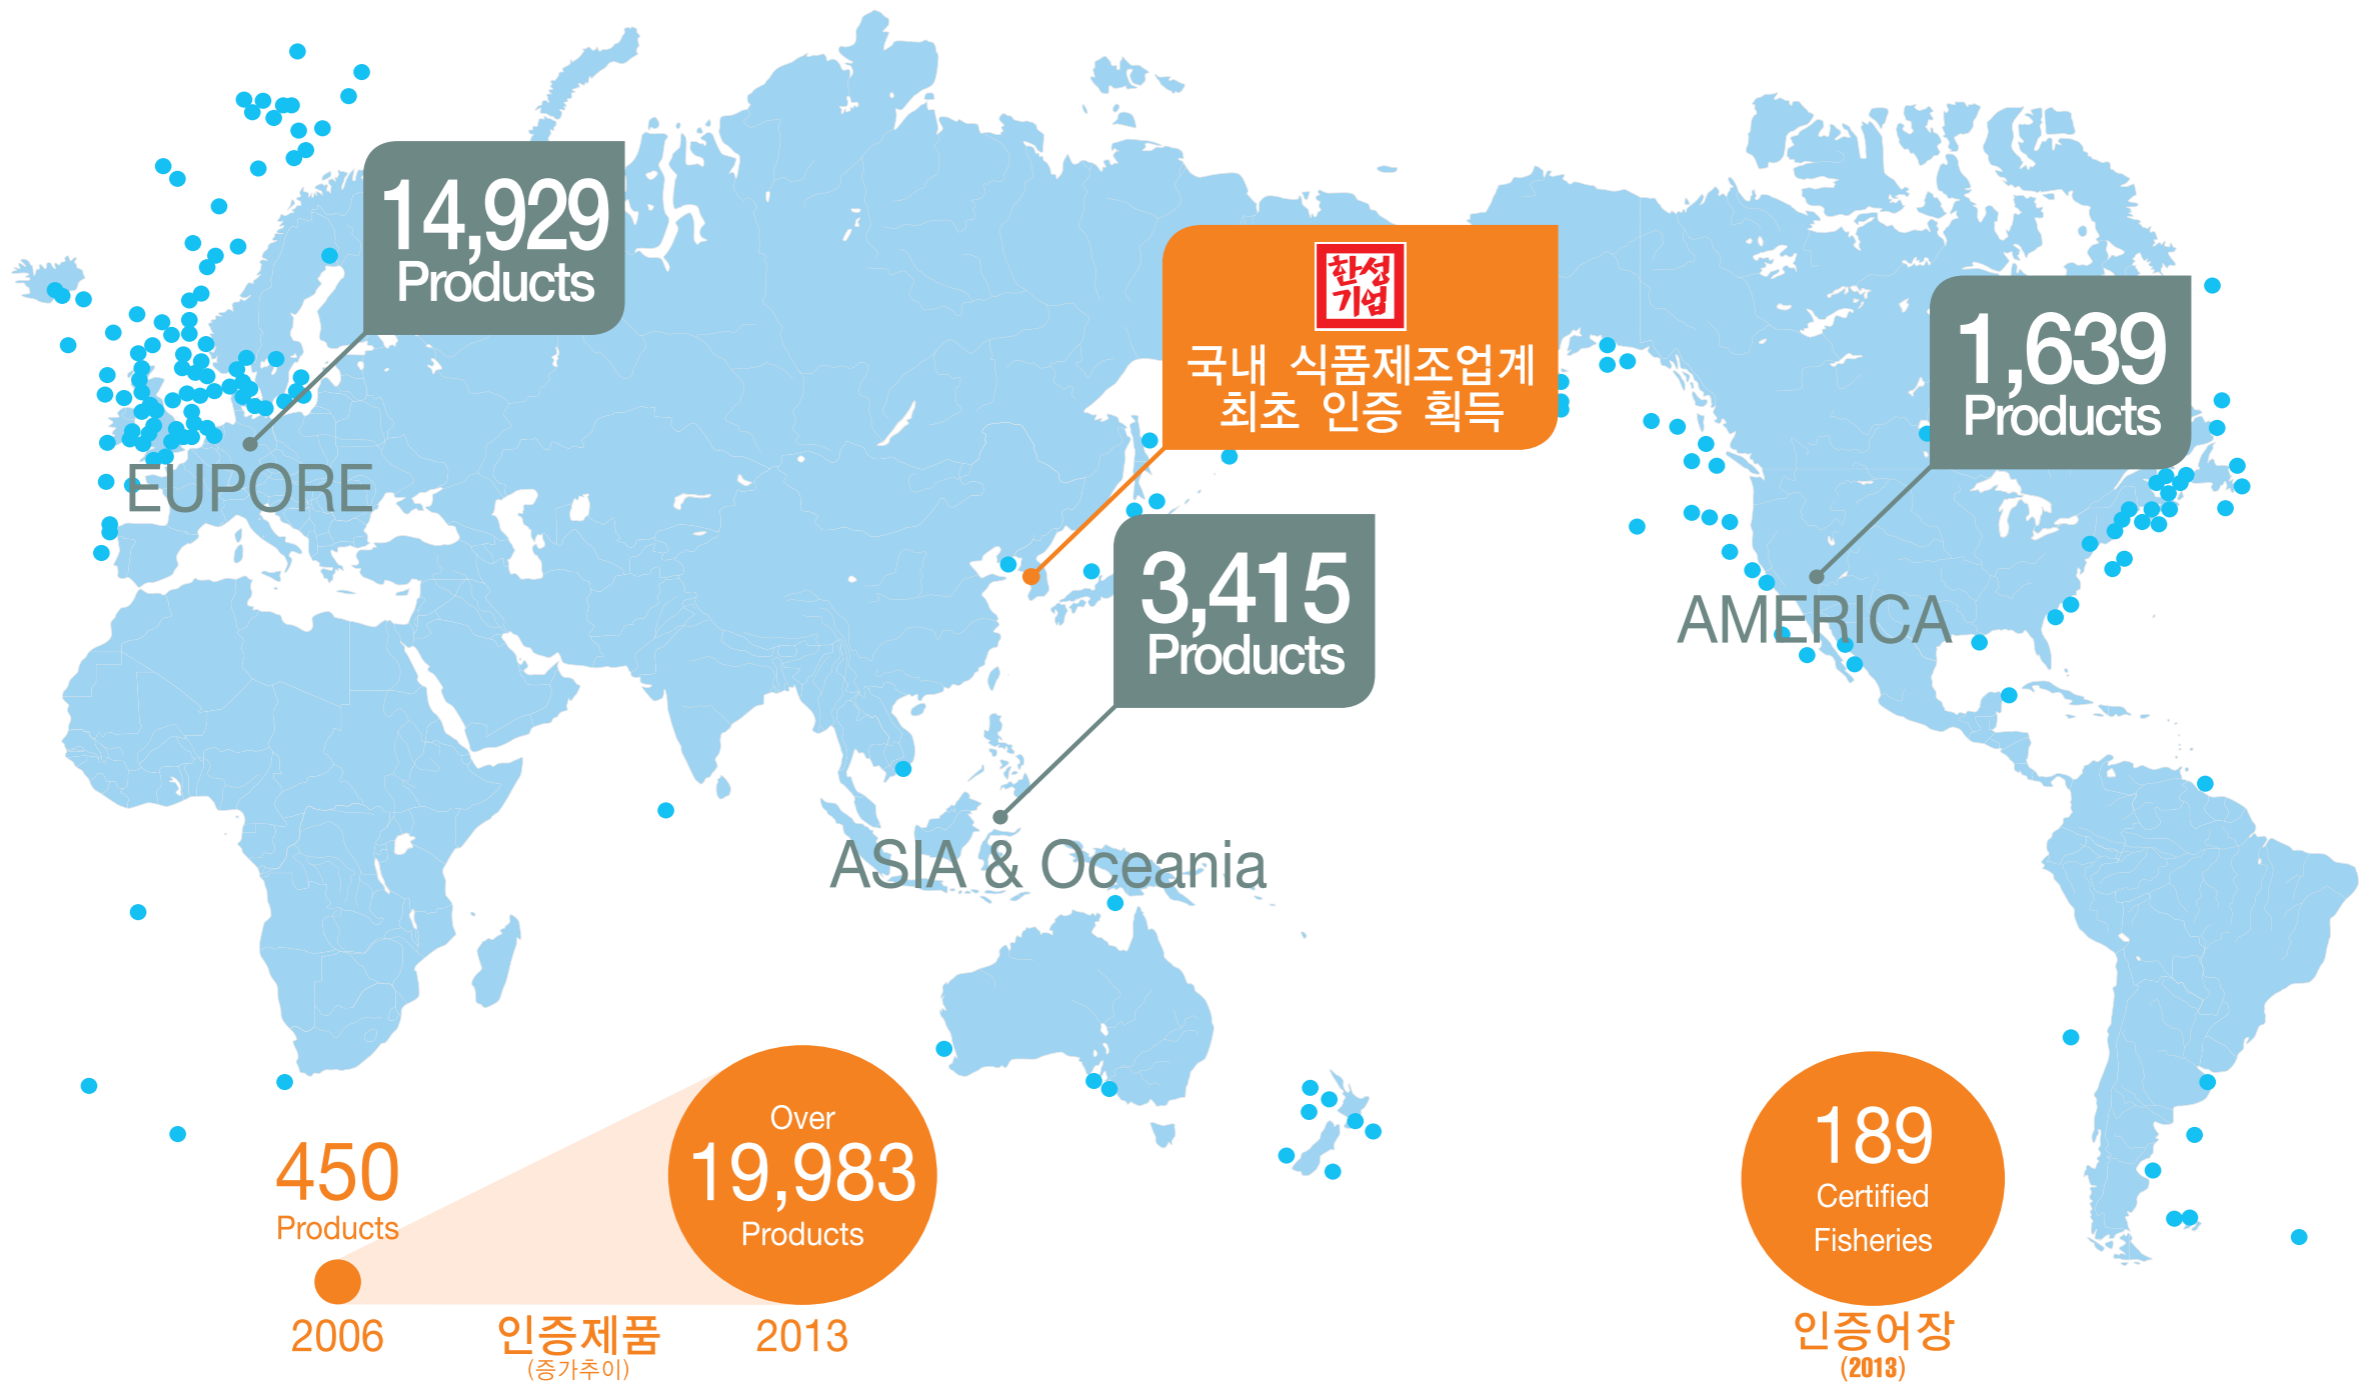 14,929
Products
EUPORE
한성
기업
국내 식품제조업계
최초 인증 획득
1,639
Products
AMERICA
3,415
Products
ASIA & Oceania
450
Products
2006
인증제품
(증가추이)
Over
19,983
Products
2013
189
Certified
Fisheries
인증어장
(2013)